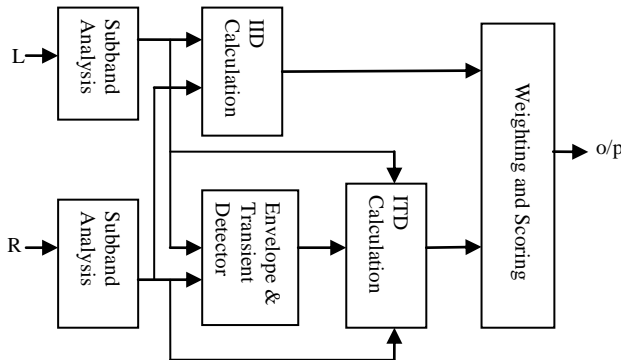 L
Subband
Analysis
IID
Calculation
Weighting and Scoring
o/p
R
Subband
Analysis
Envelope &
Transient
Detector
ITD
Calculation